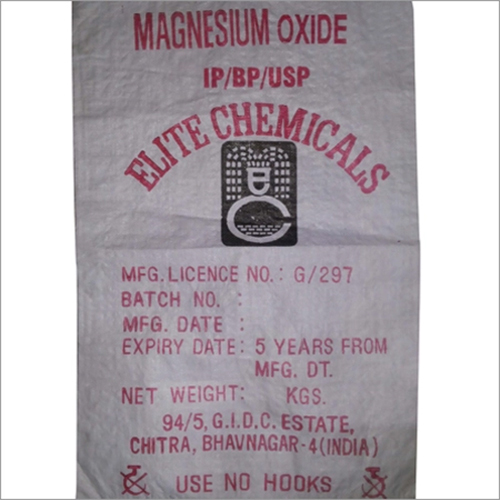 MAGNESIUM OXIDE
IP/BP/USP
ELITE CHEMICALS
MFG. LICENCE NO.: G/297
BATCH NO. :
MFG. DATE :
EXPIRY DATE: 5 YEARS FROM
MFG. DT.
NET WEIGHT: KGS.
94/5, G.I.D.C. ESTATE,
CHITRA, BHAVNAGAR-4(INDIA)
USE NO HOOKS